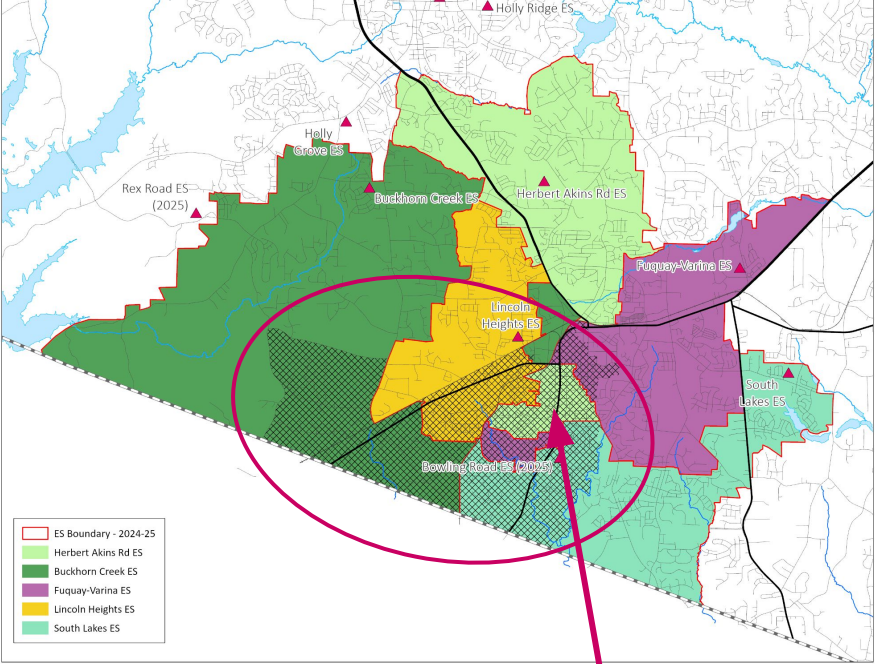 Holly Ridge ES
Holly
Grove ES
Rex Road ES
(2025)
Buckhorn Creek ES
Herbert Akins Rd ES
Fuquay-Varina ES
Lincoln
Heights ES
South
Lakes ES
Bowling Road ES (2025)
ES Boundary - 2024-25
Herbert Akins Rd ES
Buckhorn Creek ES
Fuquay-Varina ES
Lincoln Heights ES
South Lakes ES